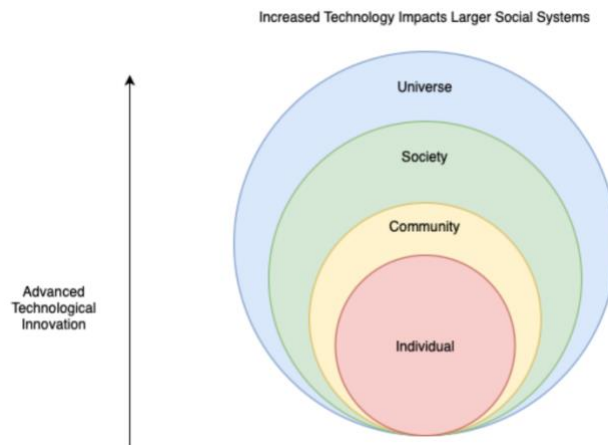 Increased Technology Impacts Larger Social Systems
Universe
Society
Community
Advanced
Technological
Innovation
Individual